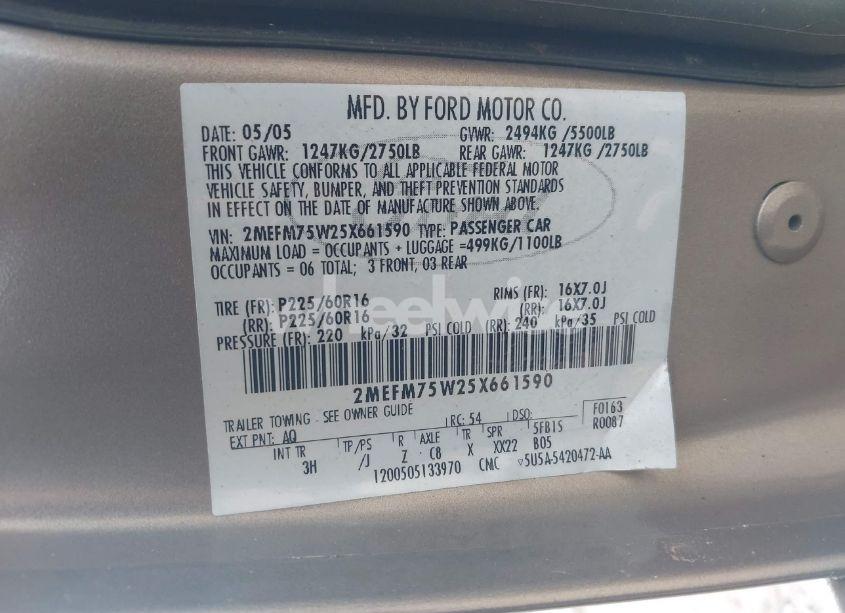 MFD. BY FORD MOTOR CO.
DATE: 05/05 GVWR: 2494KG /5500LB
FRONT GAWR: 1247KG/2750LB REAR GAWR: 1247KG /2750LB
THIS VEHICLE CONFORMS TO ALL APPLICABLE FEDERAL MOTOR
VEHICLE SAFETY, BUMPER, AND THEFT PREVENTION STANDARDS
IN EFFECT ON THE DATE OF MANUFACTURE SHOWN ABOVE.
VIN: 2MEFM75W25X661590 TYPE: PASSENGER CAR
MAXIMUM LOAD = OCCUPANTS + LUGGAGE =499KG/1100LB
OCCUPANTS = 06 TOTAL; 3 FRONT, 03 REAR
TIRE (FR): P225/60R16 RIMS (FR): 16X7.0J
(RR): P225/60R16 (RR): 16X7.0J
PRESSURE (FR): 220 kPa/32 PSI COLD (RR): 240 kPa/35 PSI COLD
wheelwise
2MEFM75W25X661590
TRAILER TOWING - SEE OWNER GUIDE
EXT PNT: AQ RC: 54 DSO: F0163
R0087
INT TR TP/PS R AXLE TR SPR 5FB15
3H /J Z C8 X XX22 B05
1200505133970 CMC ▽5U5A-5420472-AA